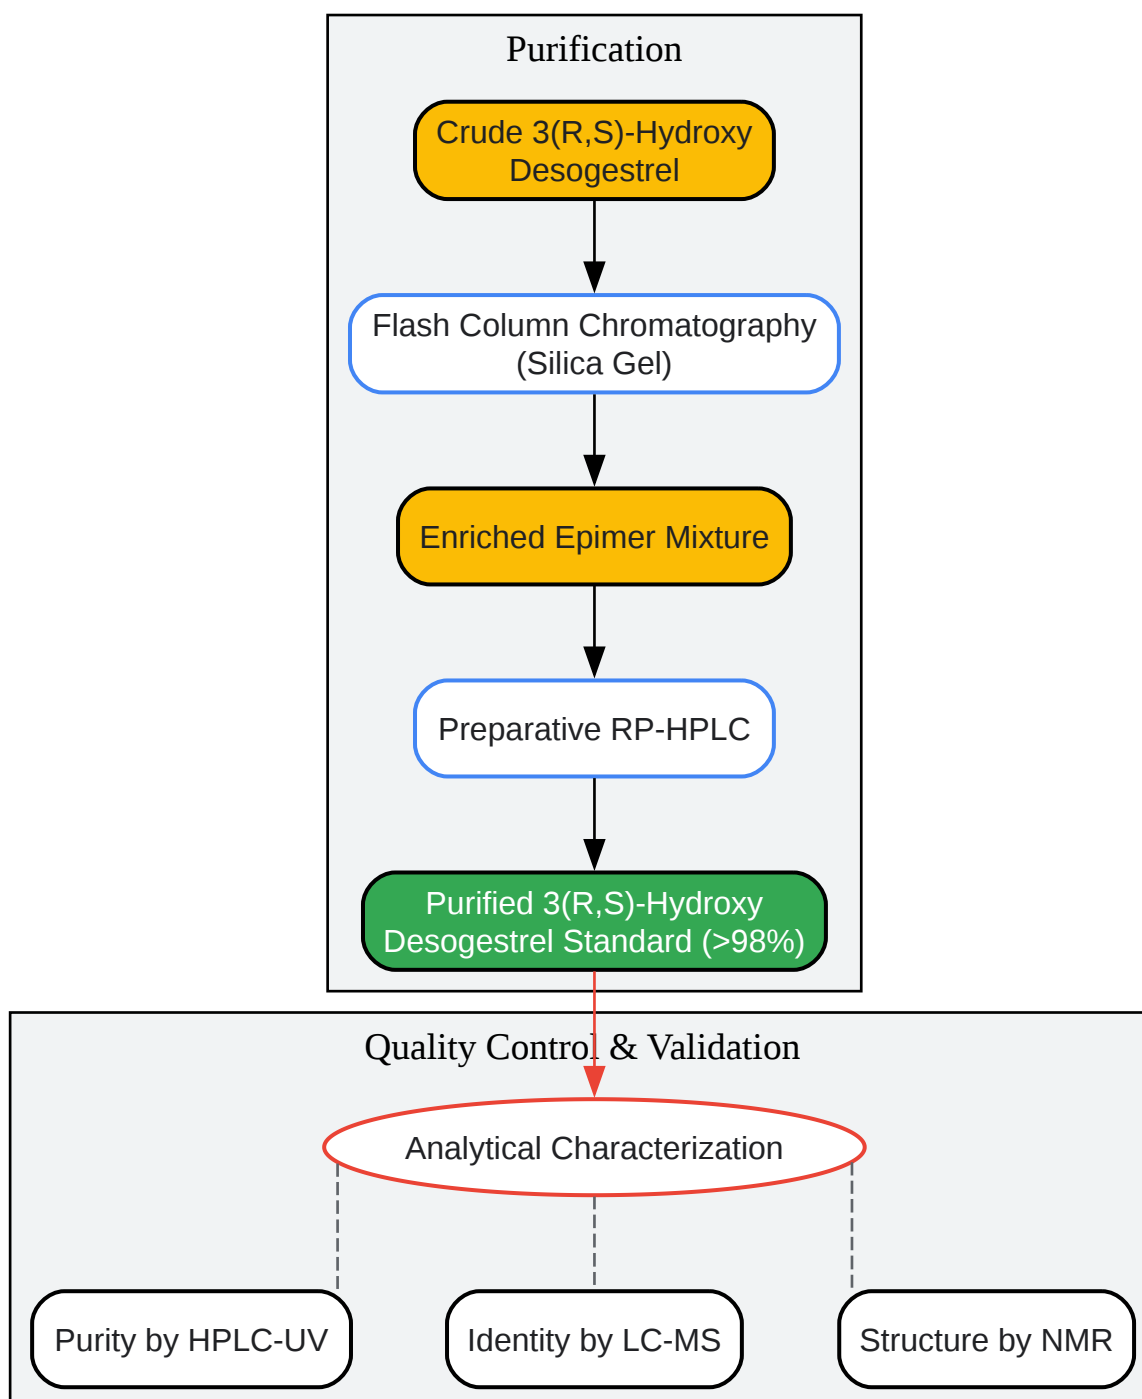 Purification
Crude 3(R,S)-Hydroxy
Desogestrel
Flash Column Chromatography
(Silica Gel)
Enriched Epimer Mixture
Preparative RP-HPLC
Purified 3(R,S)-Hydroxy
Desogestrel Standard (>98%)
Quality Control & Validation
Analytical Characterization
Purity by HPLC-UV
Identity by LC-MS
Structure by NMR